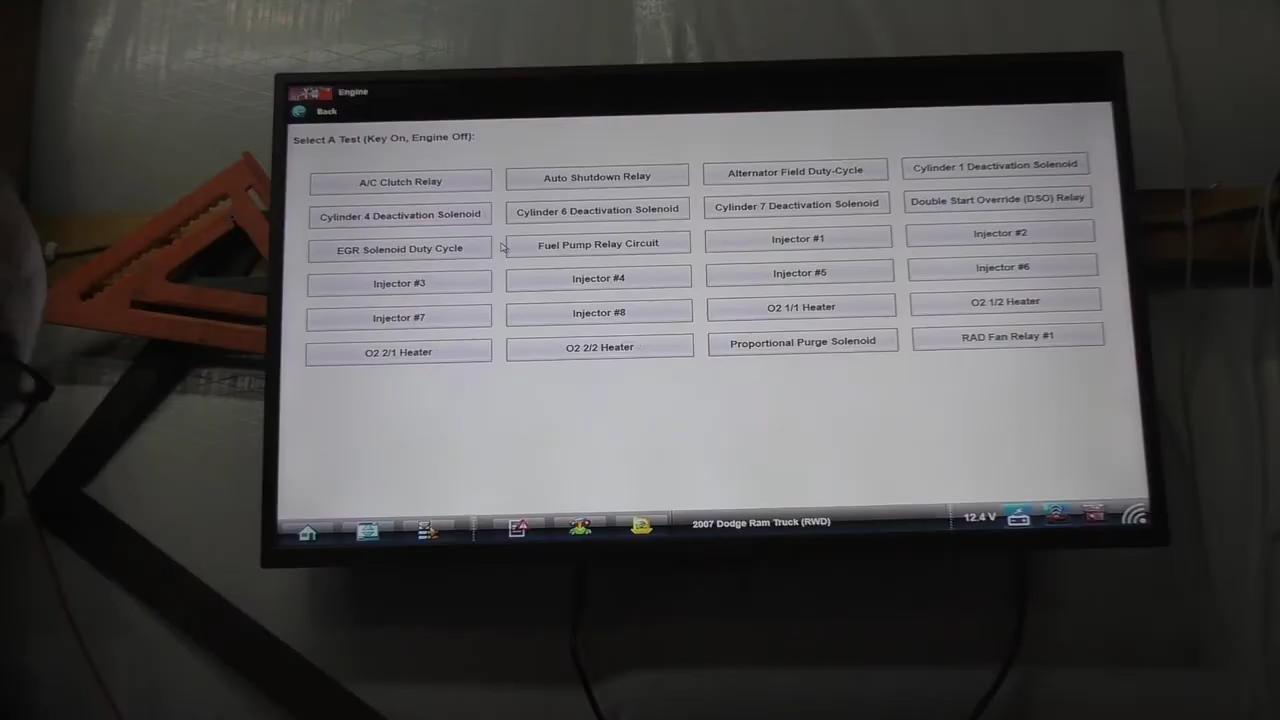 Engine
Back
Select A Test (Key On, Engine Off):
A/C Clutch Relay
Auto Shutdown Relay
Alternator Field Duty-Cycle
Cylinder 1 Deactivation Solenoid
Cylinder 4 Deactivation Solenoid
Cylinder 6 Deactivation Solenoid
Cylinder 7 Deactivation Solenoid
Double Start Override (DSO) Relay
EGR Solenoid Duty Cycle
Fuel Pump Relay Circuit
Injector #1
Injector #2
Injector #3
Injector #4
Injector #5
Injector #6
Injector #7
Injector #8
O2 1/1 Heater
O2 1/2 Heater
O2 2/1 Heater
O2 2/2 Heater
Proportional Purge Solenoid
RAD Fan Relay #1
2007 Dodge Ram Truck (RWD)
12.4 V